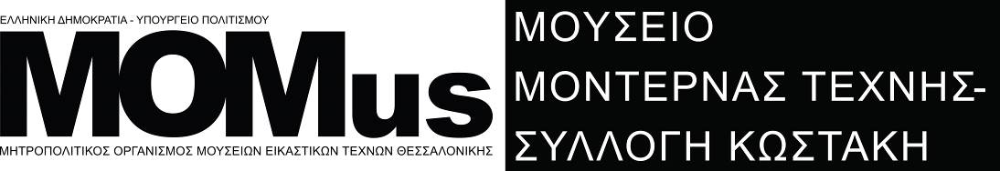 ΕΛΛΗΝΙΚΗ ΔΗΜΟΚΡΑΤΙΑ - ΥΠΟΥΡΓΕΙΟ ΠΟΛΙΤΙΣΜΟΥ
MOMus
ΜΗΤΡΟΠΟΛΙΤΙΚΟΣ ΟΡΓΑΝΙΣΜΟΣ ΜΟΥΣΕΙΩΝ ΕΙΚΑΣΤΙΚΩΝ ΤΕΧΝΩΝ ΘΕΣΣΑΛΟΝΙΚΗΣ
ΜΟΥΣΕΙΟ
ΜΟΝΤΕΡΝΑΣ ΤΕΧΝΗΣ-
ΣΥΛΛΟΓΗ ΚΩΣΤΑΚΗ